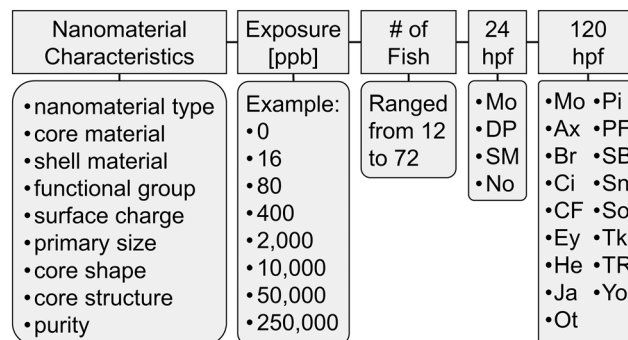 Nanomaterial
Characteristics
•nanomaterial type
•core material
•shell material
•functional group
•surface charge
•primary size
•core shape
•core structure
•purity
Exposure
[ppb]
Example:
•0
•16
•80
•400
•2,000
•10,000
•50,000
•250,000
# of
Fish
Ranged
from 12
to 72
24
hpf
•Mo
•DP
•SM
•No
120
hpf
•Mo •Pi
•Ax •PF
•Br •SB
•Ci •Sn
•CF •So
•Ey •Tk
•He •TR
•Ja •Yo
•Ot